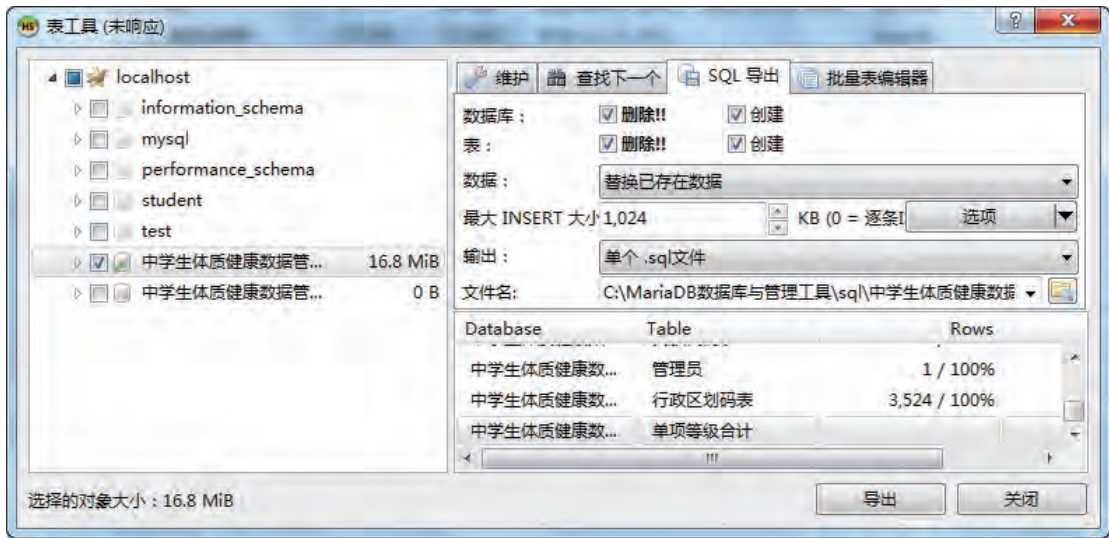 HS 表工具 (未响应)
localhost
information_schema
mysql
performance_schema
student
test
中学生体质健康数据管... 16.8 MiB
中学生体质健康数据管... 0 B
维护 查找下一个 SQL 导出 批量表编辑器
数据库： 删除!! 创建
表： 删除!! 创建
数据： 替换已存在数据
最大 INSERT 大小 1,024 KB (0 = 逐条I 选项
输出： 单个 .sql文件
文件名: C:\MariaDB数据库与管理工具\sql\中学生体质健康数据
Database Table Rows
中学生体质健康数... 管理员 1 / 100%
中学生体质健康数... 行政区划码表 3,524 / 100%
中学生体质健康数... 单项等级合计
选择的对象大小：16.8 MiB 导出 关闭